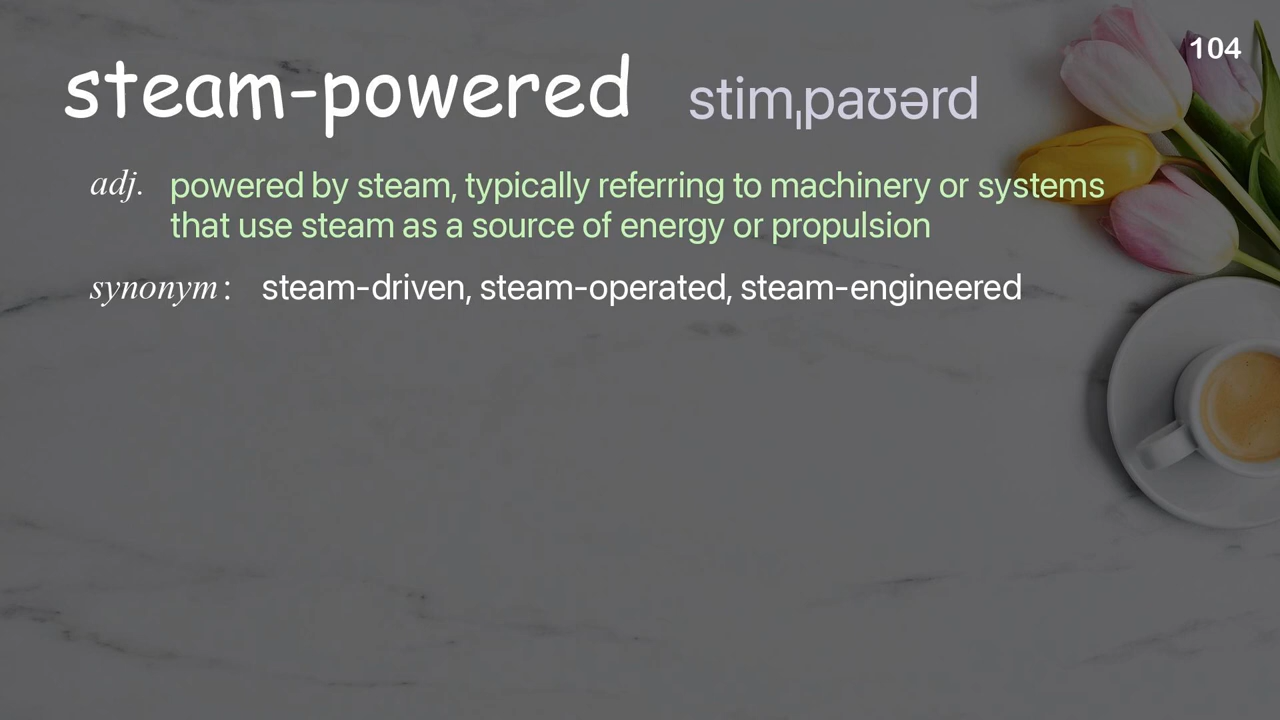 104
steam-powered stimˌpaʊərd
adj. powered by steam, typically referring to machinery or systems
that use steam as a source of energy or propulsion
synonym: steam-driven, steam-operated, steam-engineered